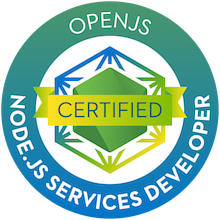 OPENJS
CERTIFIED
NODE.JS SERVICES DEVELOPER